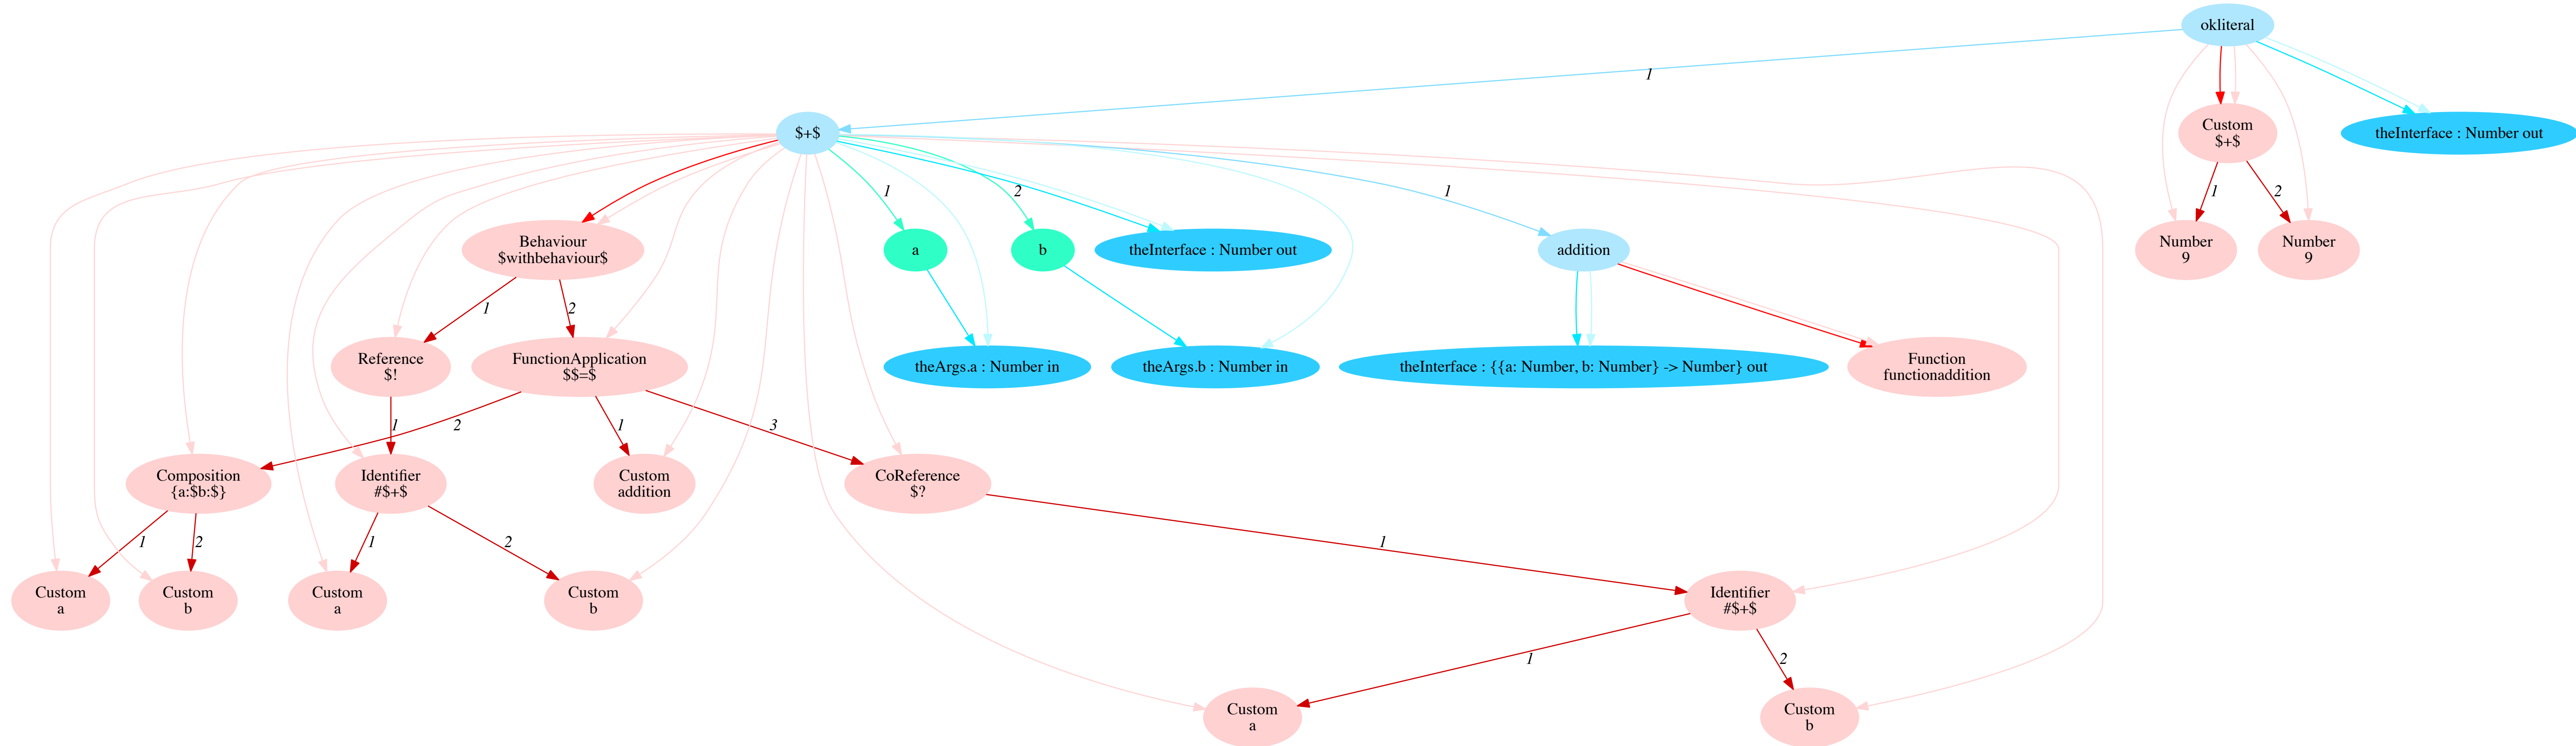 okliteral
1
$+$
Custom
$+$
theInterface : Number out
1
2
1
1
2
Behaviour
$withbehaviour$
a
b
theInterface : Number out
addition
Number
9
Number
9
1
2
Reference
$!
FunctionApplication
$$=$
theArgs.a : Number in
theArgs.b : Number in
theInterface : {{a: Number, b: Number} -> Number} out
Function
functionaddition
1
2
1
3
Composition
{a:$b:$}
Identifier
#$+$
Custom
addition
CoReference
$?
1
2
1
2
1
Custom
a
Custom
b
Custom
a
Custom
b
Identifier
#$+$
1
2
Custom
a
Custom
b